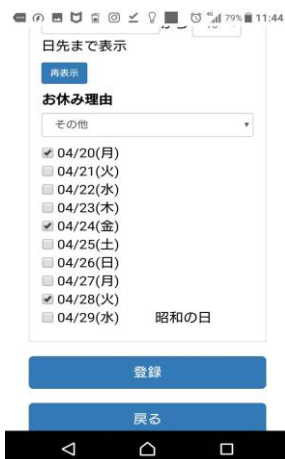 79% 11:44
から
日先まで表示
再表示
お休み理由
その他
04/20(月)
04/21(火)
04/22(水)
04/23(木)
04/24(金)
04/25(土)
04/26(日)
04/27(月)
04/28(火)
04/29(水) 昭和の日
登録
戻る